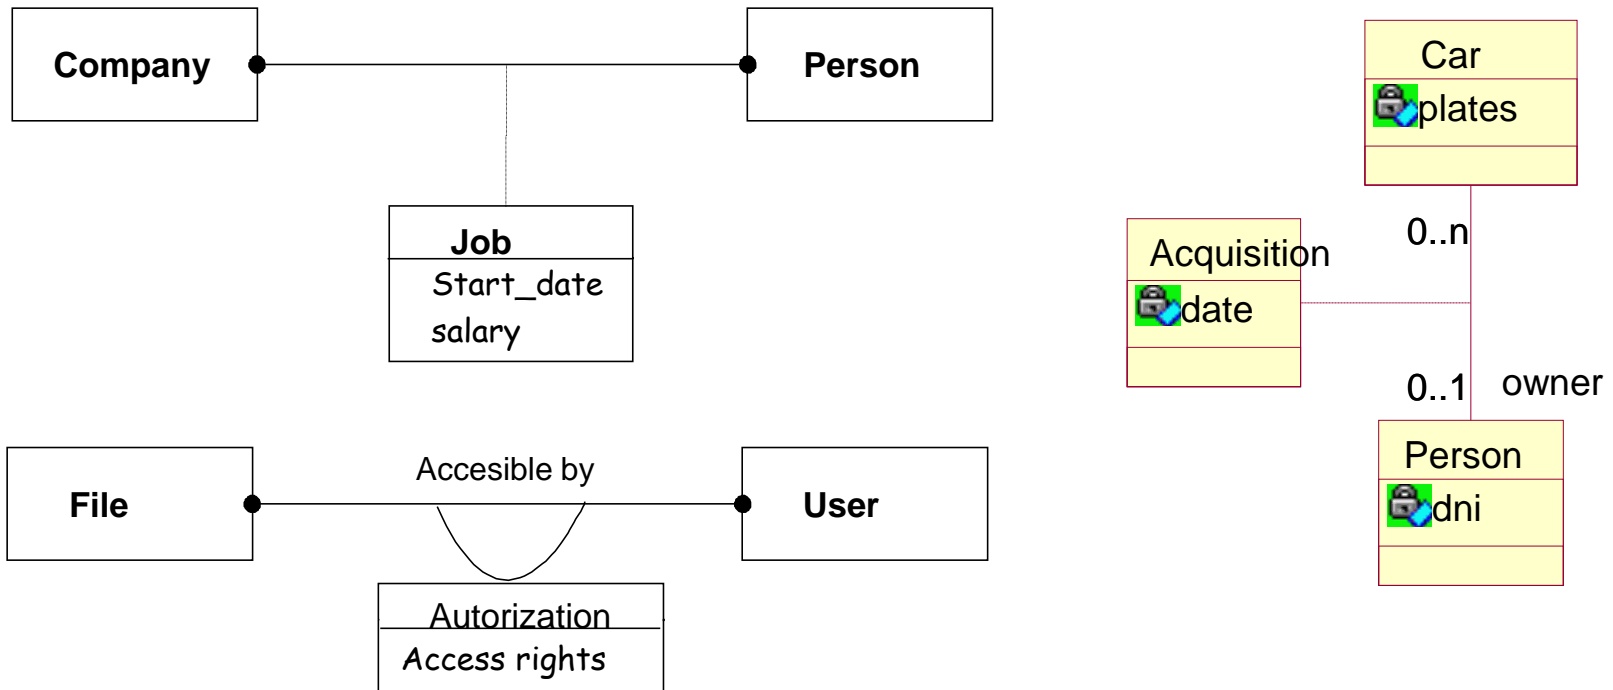 Company
Person
Job
Start_date
salary
File
Accesible by
User
Autorization
Access rights
Car
plates
0..n
Acquisition
date
0..1
owner
Person
dni